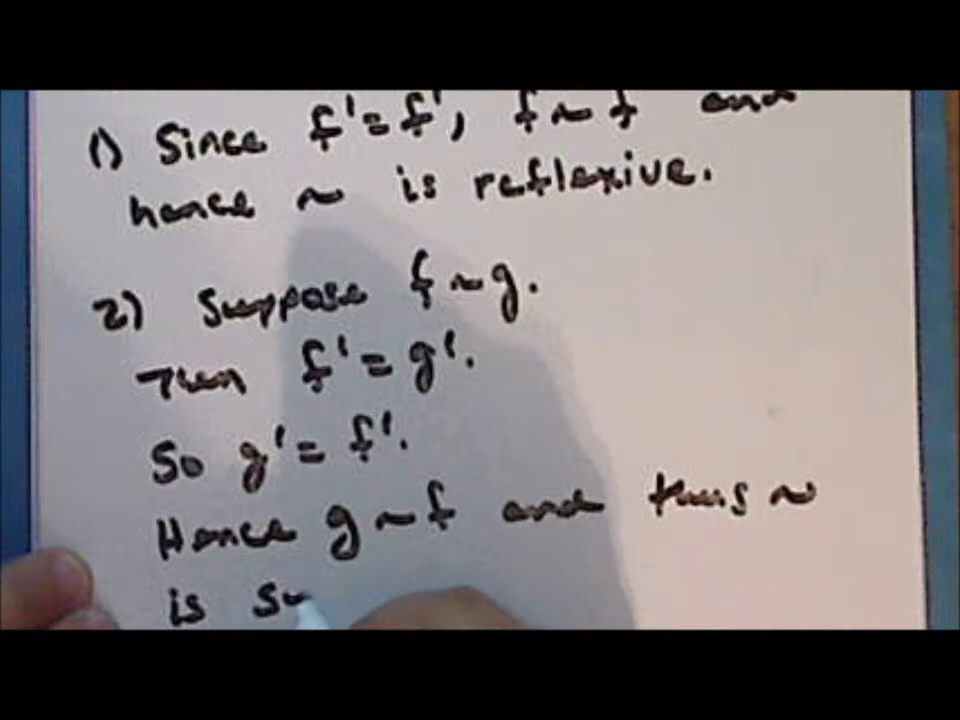 1) Since f' = f', f ~ f and
hence ~ is reflexive.
2) Suppose f ~ g.
Then f' = g'.
So g' = f'.
Hence g ~ f and thus ~
is